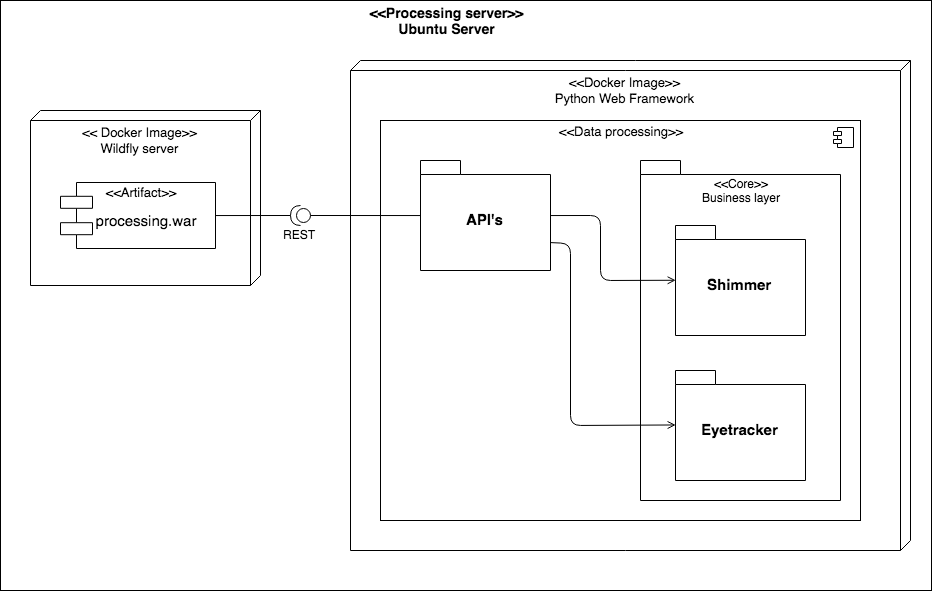 <<Processing server>>
Ubuntu Server
<<Docker Image>>
Python Web Framework
<< Docker Image>>
Wildfly server
<<Artifact>>
processing.war
REST
<<Data processing>>
API's
<<Core>>
Business layer
Shimmer
Eyetracker